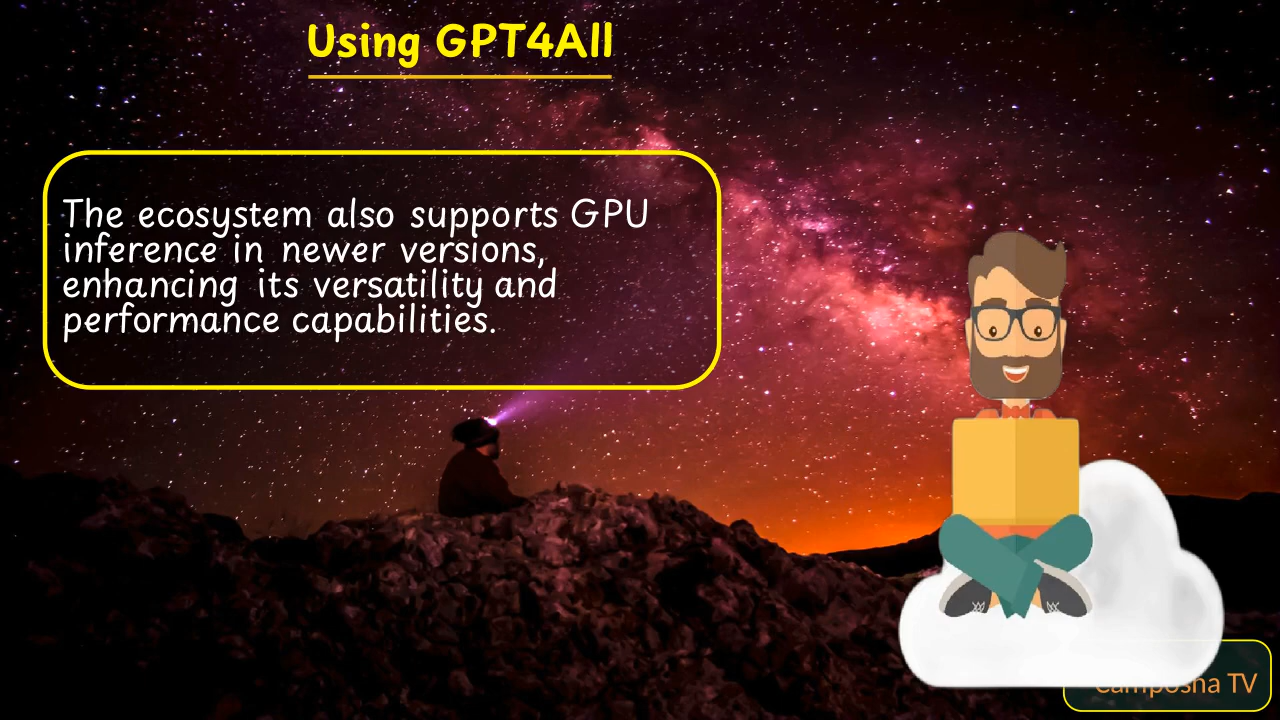 Using GPT4All
The ecosystem also supports GPU
inference in newer versions,
enhancing its versatility and
performance capabilities.
Camposha TV